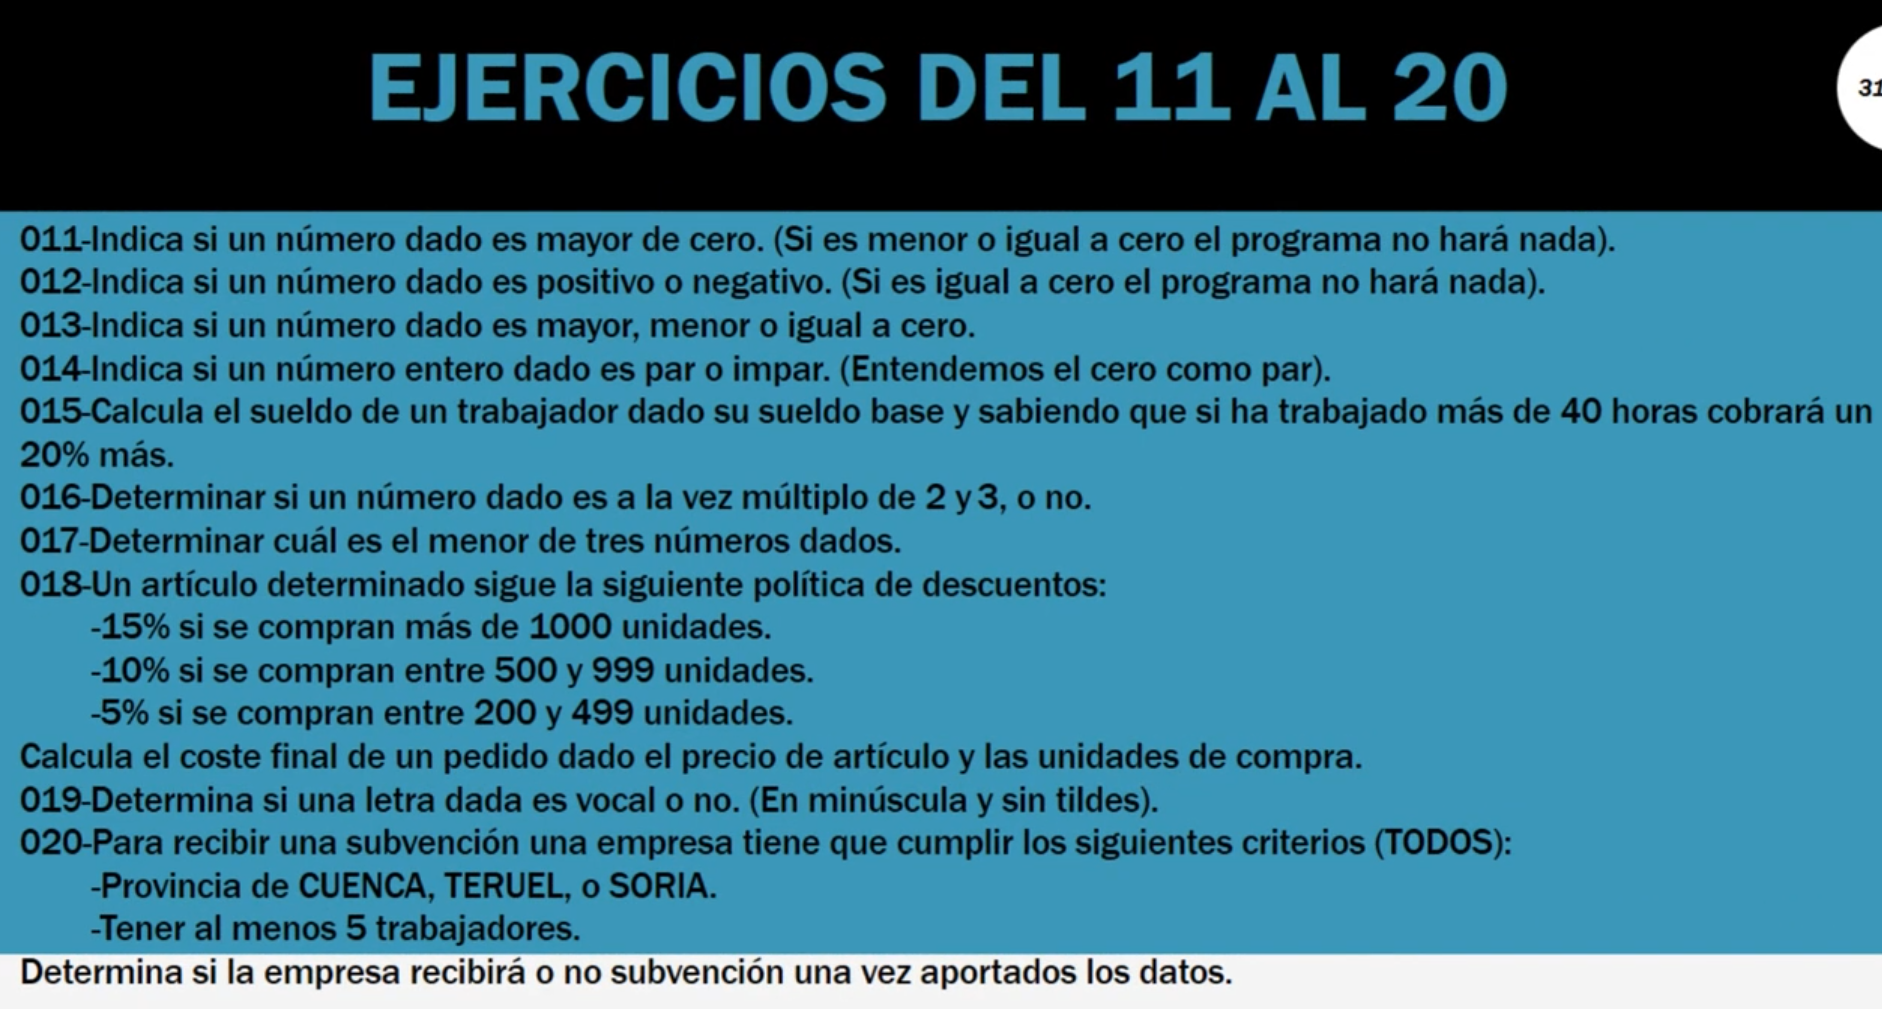 EJERCICIOS DEL 11 AL 20
31
011-Indica si un número dado es mayor de cero. (Si es menor o igual a cero el programa no hará nada).
012-Indica si un número dado es positivo o negativo. (Si es igual a cero el programa no hará nada).
013-Indica si un número dado es mayor, menor o igual a cero.
014-Indica si un número entero dado es par o impar. (Entendemos el cero como par).
015-Calcula el sueldo de un trabajador dado su sueldo base y sabiendo que si ha trabajado más de 40 horas cobrará un
20% más.
016-Determinar si un número dado es a la vez múltiplo de 2 y 3, o no.
017-Determinar cuál es el menor de tres números dados.
018-Un artículo determinado sigue la siguiente política de descuentos:
-15% si se compran más de 1000 unidades.
-10% si se compran entre 500 y 999 unidades.
-5% si se compran entre 200 y 499 unidades.
Calcula el coste final de un pedido dado el precio de artículo y las unidades de compra.
019-Determina si una letra dada es vocal o no. (En minúscula y sin tildes).
020-Para recibir una subvención una empresa tiene que cumplir los siguientes criterios (TODOS):
-Provincia de CUENCA, TERUEL, o SORIA.
-Tener al menos 5 trabajadores.
Determina si la empresa recibirá o no subvención una vez aportados los datos.